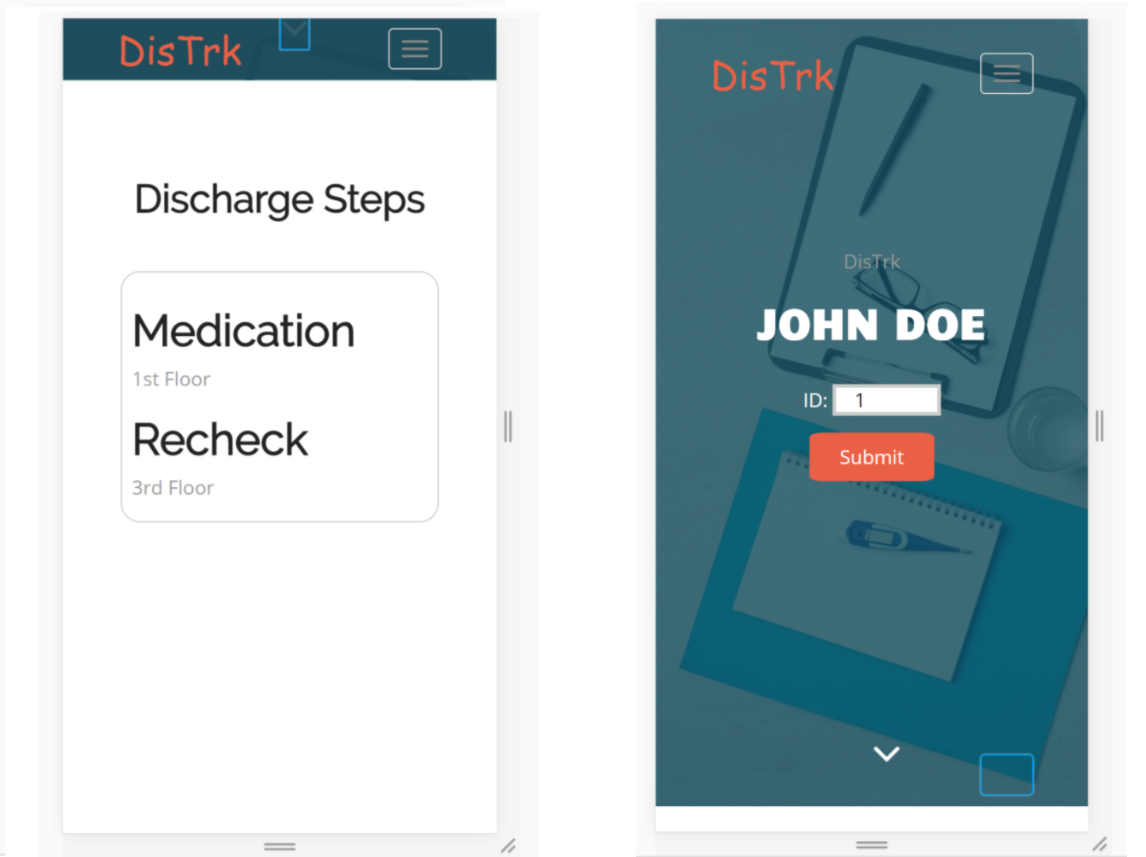 DisTrk
Discharge Steps
Medication
1st Floor
Recheck
3rd Floor
DisTrk
DisTrk
JOHN DOE
ID: 1
Submit